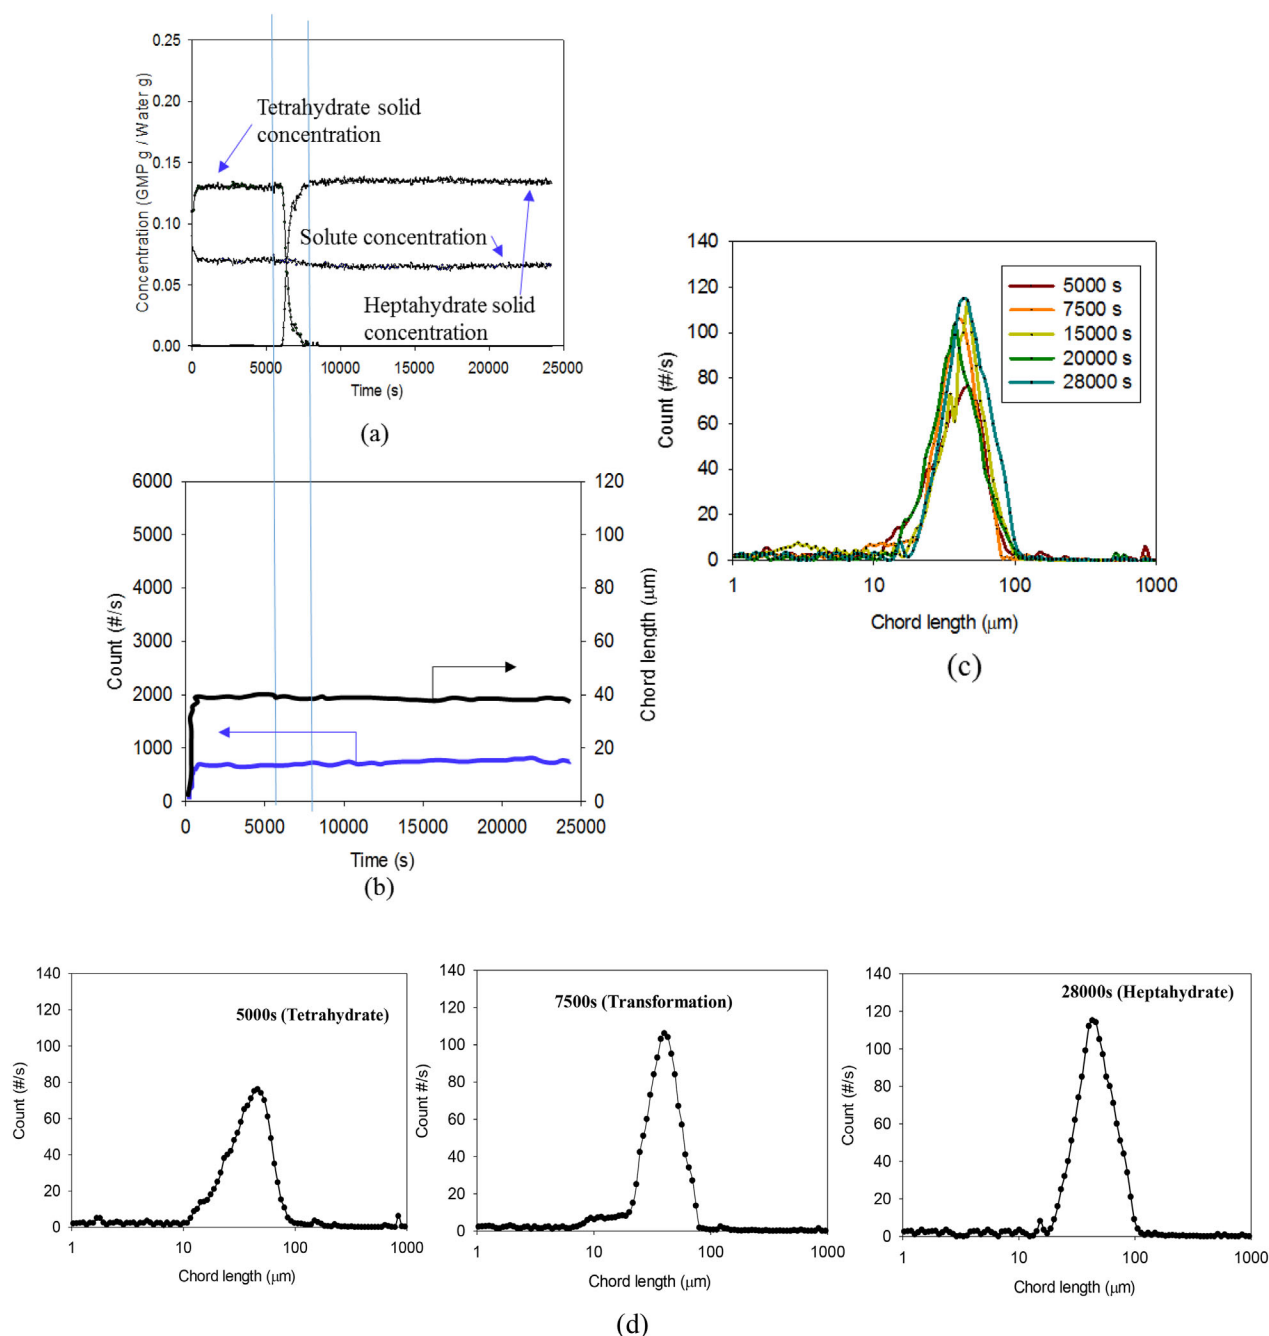 0.25
0.20
0.15
0.10
0.05
0.00
Concentration (GMP g / Water g)
Tetrahydrate solid
concentration
Solute concentration
Heptahydrate solid
concentration
0 5000 10000 15000 20000 25000
Time (s)
(a)
6000
5000
4000
3000
2000
1000
0
Count (#/s)
120
100
80
60
40
20
0
Chord length (μm)
0 5000 10000 15000 20000 25000
Time (s)
(b)
140
120
100
80
60
40
20
0
Count (#/s)
5000 s
7500 s
15000 s
20000 s
28000 s
1 10 100 1000
Chord length (μm)
(c)
140
120
100
80
60
40
20
0
Count (#/s)
5000s (Tetrahydrate)
1 10 100 1000
Chord length (μm)
140
120
100
80
60
40
20
0
Count #/s)
7500s (Transformation)
1 10 100 1000
Chord length (μm)
140
120
100
80
60
40
20
0
Count (#/s)
28000s (Heptahydrate)
1 10 100 1000
Chord length (μm)
(d)